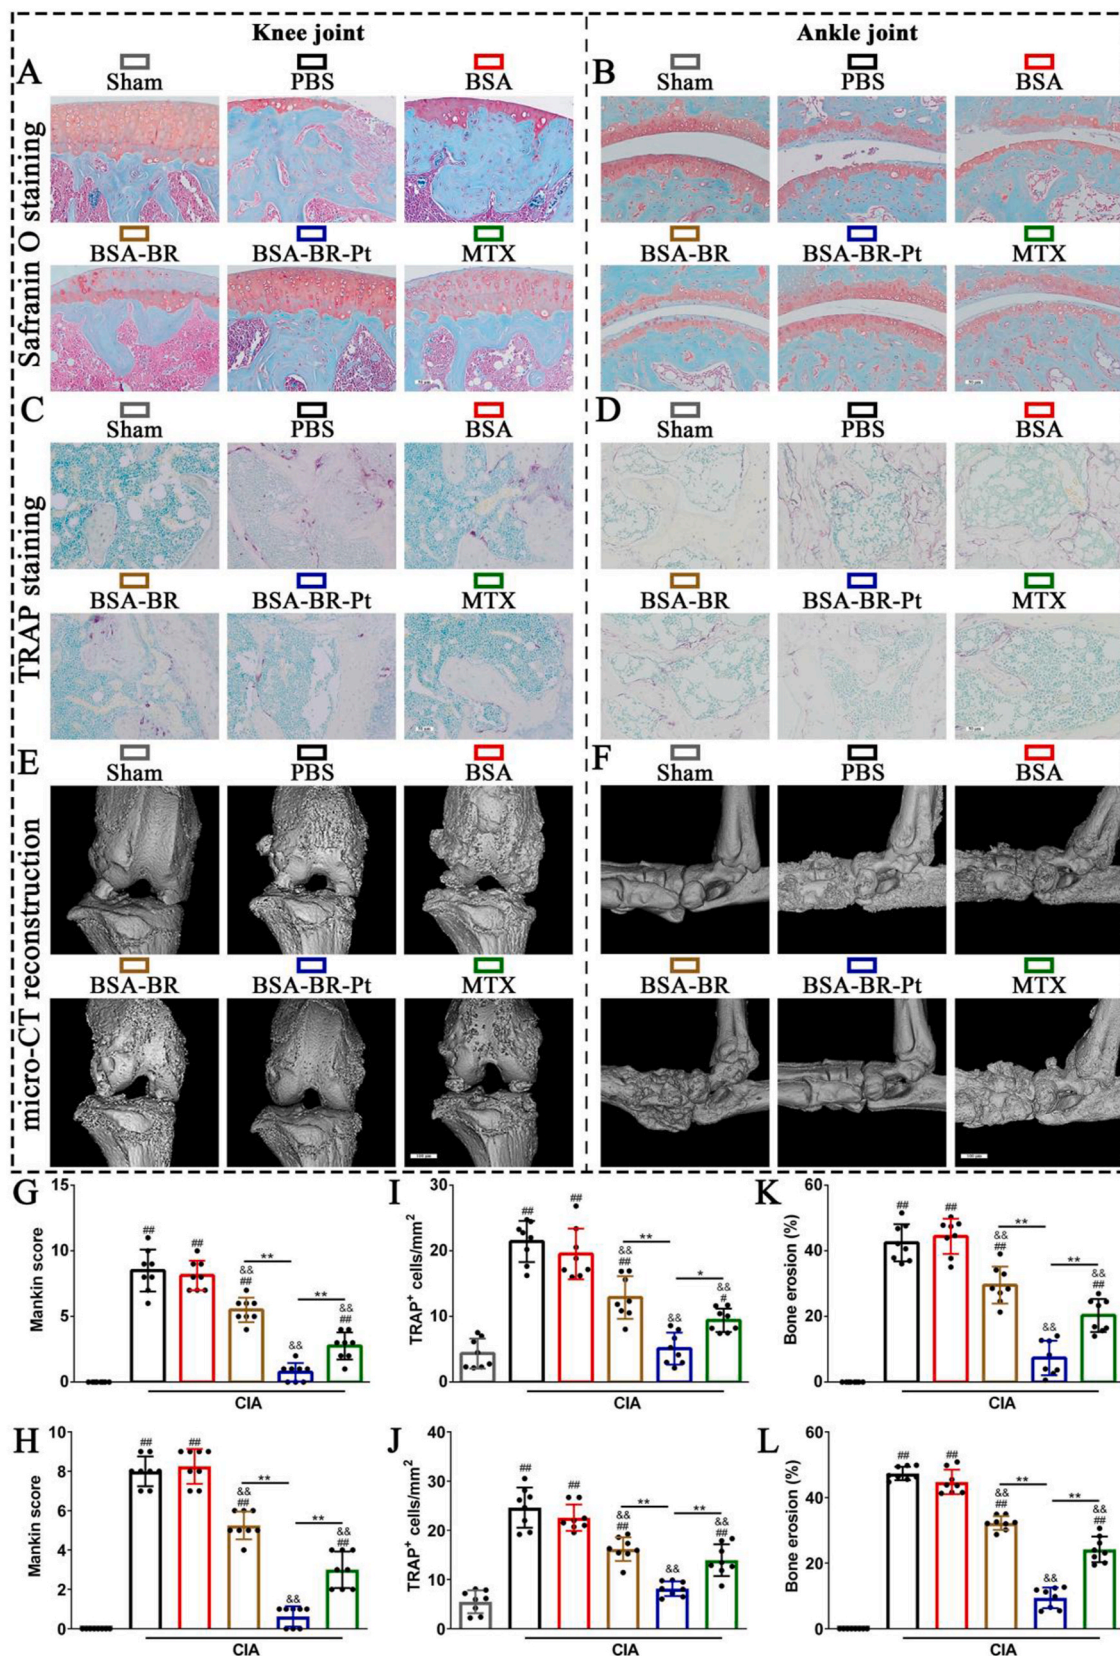 Knee joint
Ankle joint
A
Sham
PBS
BSA
B
Sham
PBS
BSA
Safranin O staining
BSA-BR
BSA-BR-Pt
MTX
BSA-BR
BSA-BR-Pt
MTX
C
Sham
PBS
BSA
D
Sham
PBS
BSA
TRAP staining
BSA-BR
BSA-BR-Pt
MTX
BSA-BR
BSA-BR-Pt
MTX
E
Sham
PBS
BSA
F
Sham
PBS
BSA
micro-CT reconstruction
BSA-BR
BSA-BR-Pt
MTX
BSA-BR
BSA-BR-Pt
MTX
G
Mankin score
15
10
5
0
##
##
&&
##
**
&&
**
&&
##
CIA
I
TRAP+ cells/mm2
30
20
10
0
##
##
&&
##
**
&&
*
&&
#
CIA
K
Bone erosion (%)
60
40
20
0
##
##
&&
##
**
&&
**
&&
##
CIA
H
Mankin score
10
8
6
4
2
0
##
##
&&
##
**
&&
**
&&
##
CIA
J
TRAP+ cells/mm2
40
30
20
10
0
##
##
&&
##
**
&&
**
&&
##
CIA
L
Bone erosion (%)
60
40
20
0
##
##
&&
##
**
&&
**
&&
##
CIA